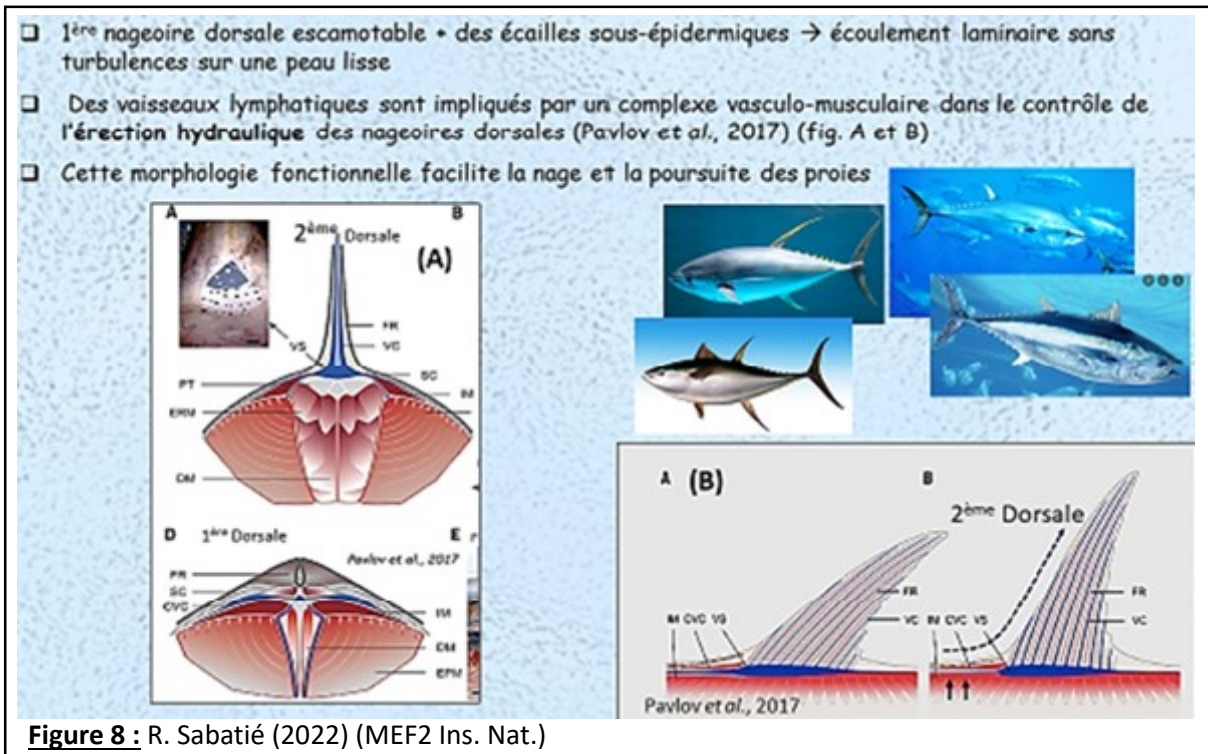 ❑ 1ère nageoire dorsale escamotable + des écailles sous-épidermiques → écoulement laminaire sans
turbulences sur une peau lisse
❑ Des vaisseaux lymphatiques sont impliqués par un complexe vasculo-musculaire dans le contrôle de
l'érection hydraulique des nageoires dorsales (Pavlov et al., 2017) (fig. A et B)
❑ Cette morphologie fonctionnelle facilite la nage et la poursuite des proies
A
B
2ème Dorsale
(A)
FR
VC
VS
SC
PT
IM
ERM
DM
D
1ère Dorsale
E
Pavlov et al., 2017
FR
SC
CVC
IM
DM
A
(B)
B
2ème Dorsale
FR
VC
IM CVC VS
IM CVC VS
FR
VC
Pavlov et al., 2017
Figure 8 : R. Sabatié (2022) (MEF2 Ins. Nat.)